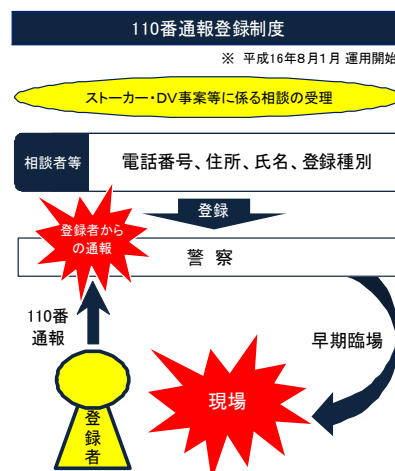 110番通報登録制度
※ 平成16年8月1月 運用開始
ストーカー・DV事案等に係る相談の受理
相談者等
電話番号、住所、氏名、登録種別
登録
登録者から
の通報
警 察
110番
通報
早期臨場
現場
登録者